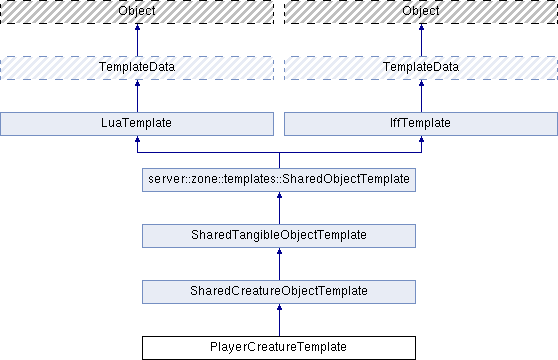 Object Object
TemplateData TemplateData
LuaTemplate IffTemplate
server::zone::templates::SharedObjectTemplate
SharedTangibleObjectTemplate
SharedCreatureObjectTemplate
PlayerCreatureTemplate